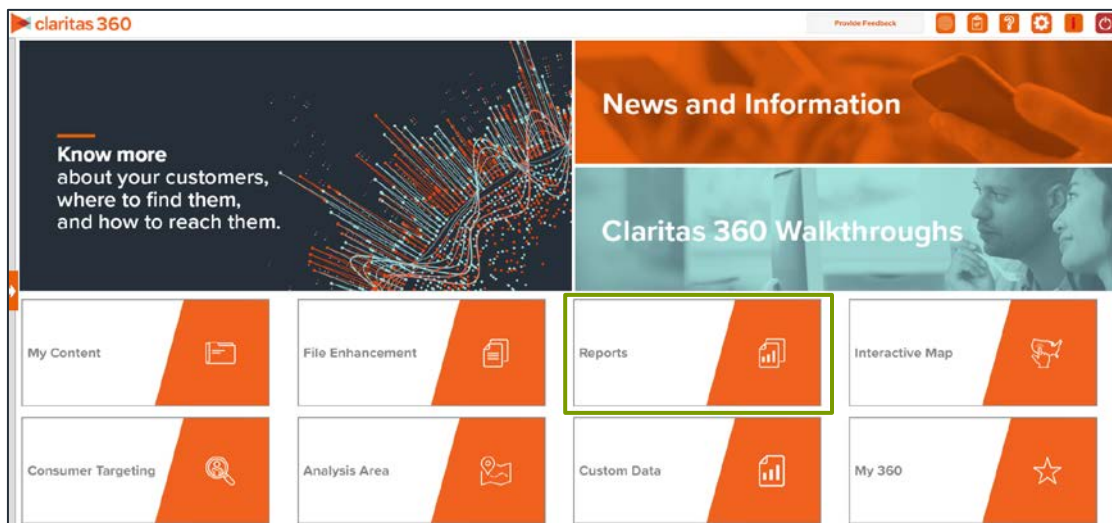 claritas 360
Provide Feedback
Know more
about your customers,
where to find them,
and how to reach them.
News and Information
Claritas 360 Walkthroughs
My Content
File Enhancement
Reports
Interactive Map
Consumer Targeting
Analysis Area
Custom Data
My 360